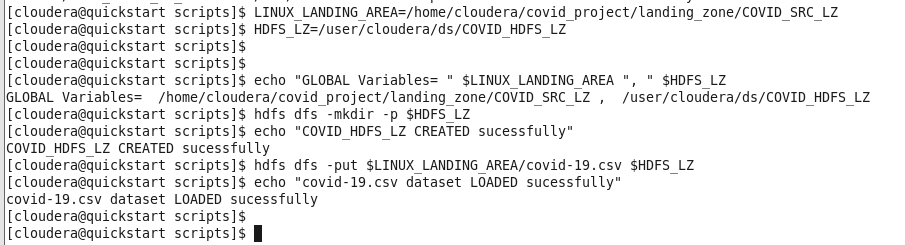 [cloudera@quickstart scripts]$ LINUX_LANDING_AREA=/home/cloudera/covid_project/landing_zone/COVID_SRC_LZ
[cloudera@quickstart scripts]$ HDFS_LZ=/user/cloudera/ds/COVID_HDFS_LZ
[cloudera@quickstart scripts]$
[cloudera@quickstart scripts]$
[cloudera@quickstart scripts]$ echo "GLOBAL Variables= " $LINUX_LANDING_AREA ", " $HDFS_LZ
GLOBAL Variables=  /home/cloudera/covid_project/landing_zone/COVID_SRC_LZ ,  /user/cloudera/ds/COVID_HDFS_LZ
[cloudera@quickstart scripts]$ hdfs dfs -mkdir -p $HDFS_LZ
[cloudera@quickstart scripts]$ echo "COVID_HDFS_LZ CREATED sucessfully"
COVID_HDFS_LZ CREATED sucessfully
[cloudera@quickstart scripts]$ hdfs dfs -put $LINUX_LANDING_AREA/covid-19.csv $HDFS_LZ
[cloudera@quickstart scripts]$ echo "covid-19.csv dataset LOADED sucessfully"
covid-19.csv dataset LOADED sucessfully
[cloudera@quickstart scripts]$
[cloudera@quickstart scripts]$